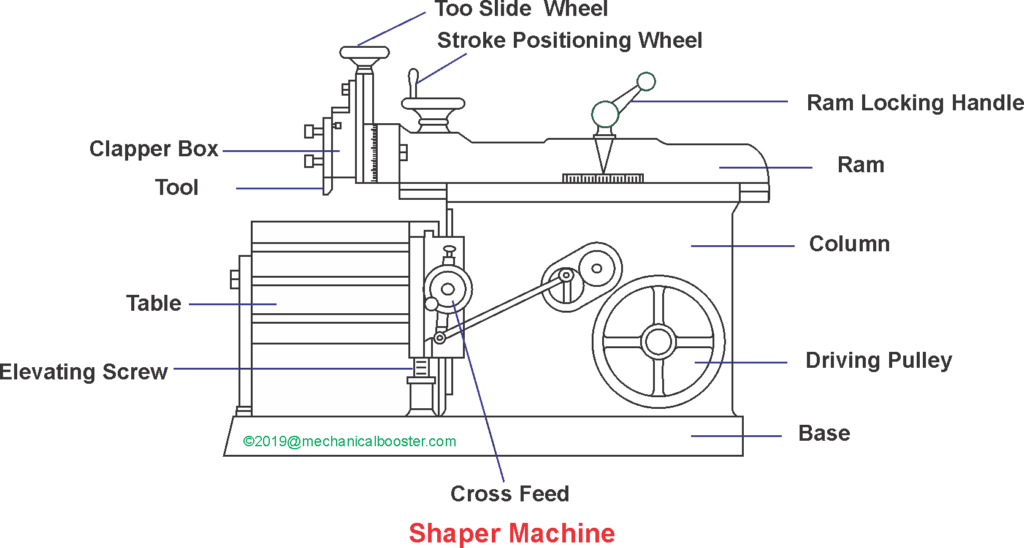 Too Slide Wheel
Stroke Positioning Wheel
Ram Locking Handle
Clapper Box
Ram
Tool
Column
Table
Driving Pulley
Elevating Screw
Base
©2019@mechanicalbooster.com
Cross Feed
Shaper Machine